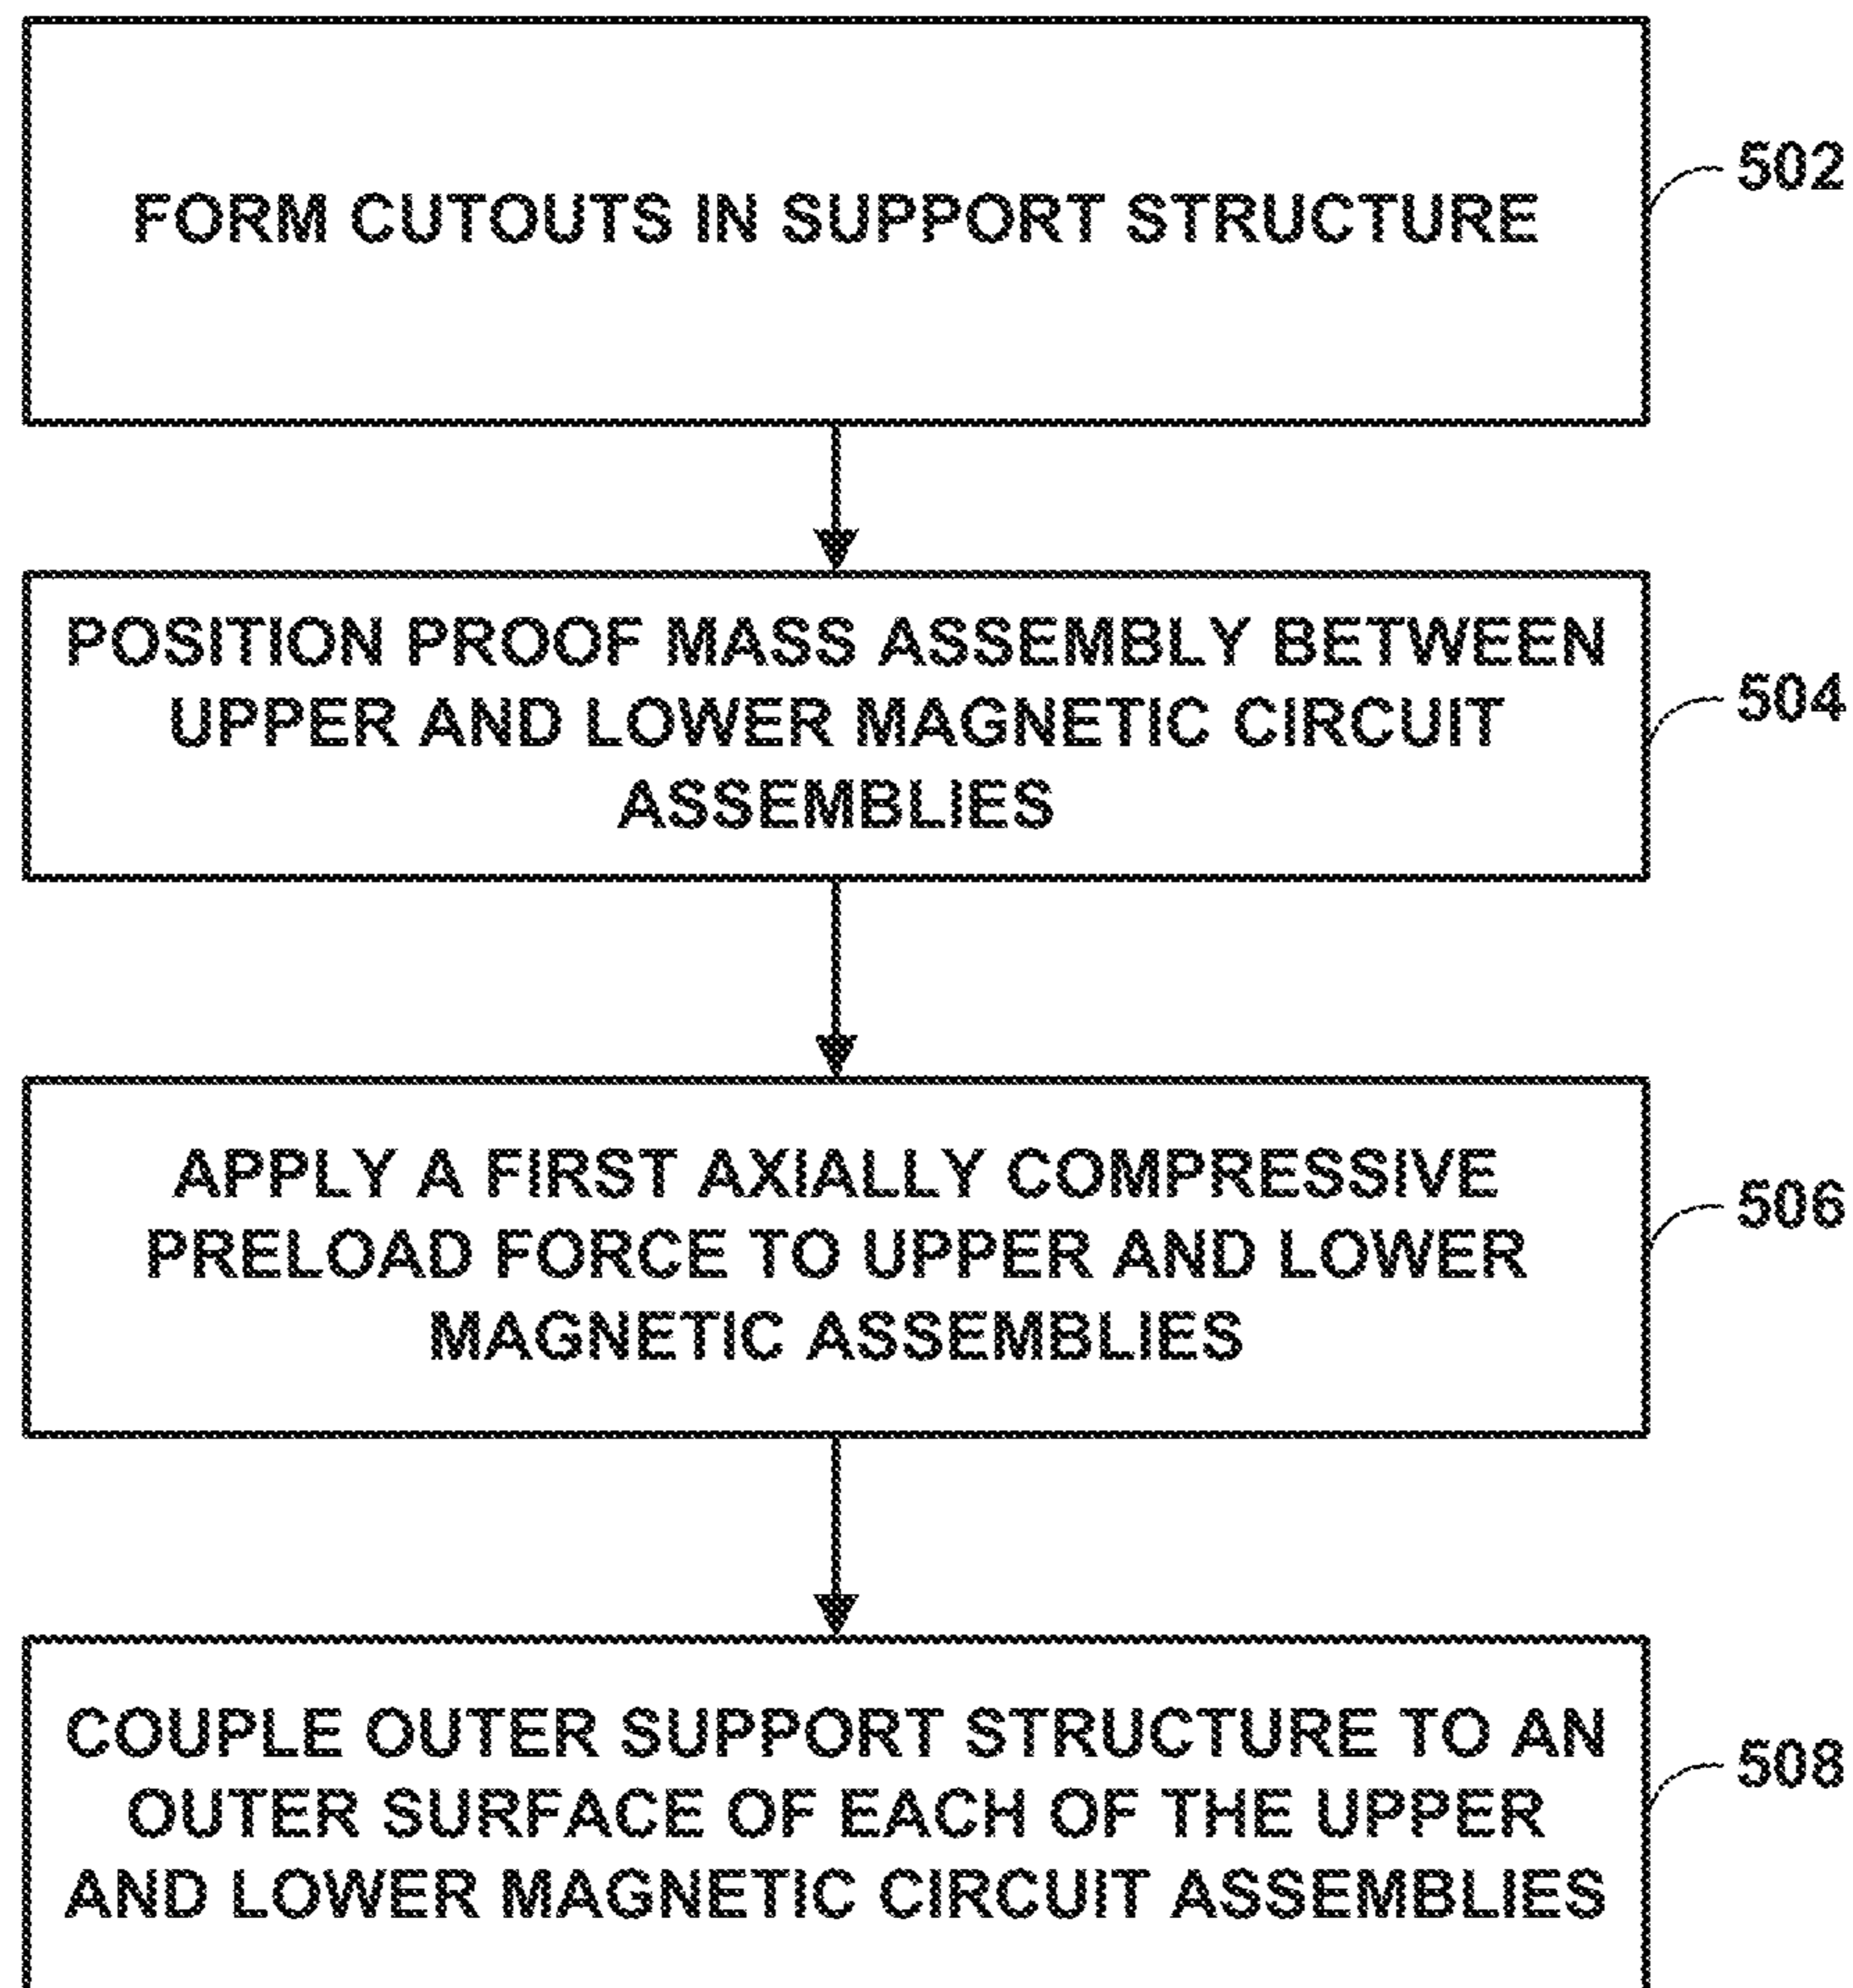 FORM CUTOUTS IN SUPPORT STRUCTURE
502
POSITION PROOF MASS ASSEMBLY BETWEEN
UPPER AND LOWER MAGNETIC CIRCUIT
ASSEMBLIES
504
APPLY A FIRST AXIALLY COMPRESSIVE
PRELOAD FORCE TO UPPER AND LOWER
MAGNETIC ASSEMBLIES
506
COUPLE OUTER SUPPORT STRUCTURE TO AN
OUTER SURFACE OF EACH OF THE UPPER
AND LOWER MAGNETIC CIRCUIT ASSEMBLIES
508